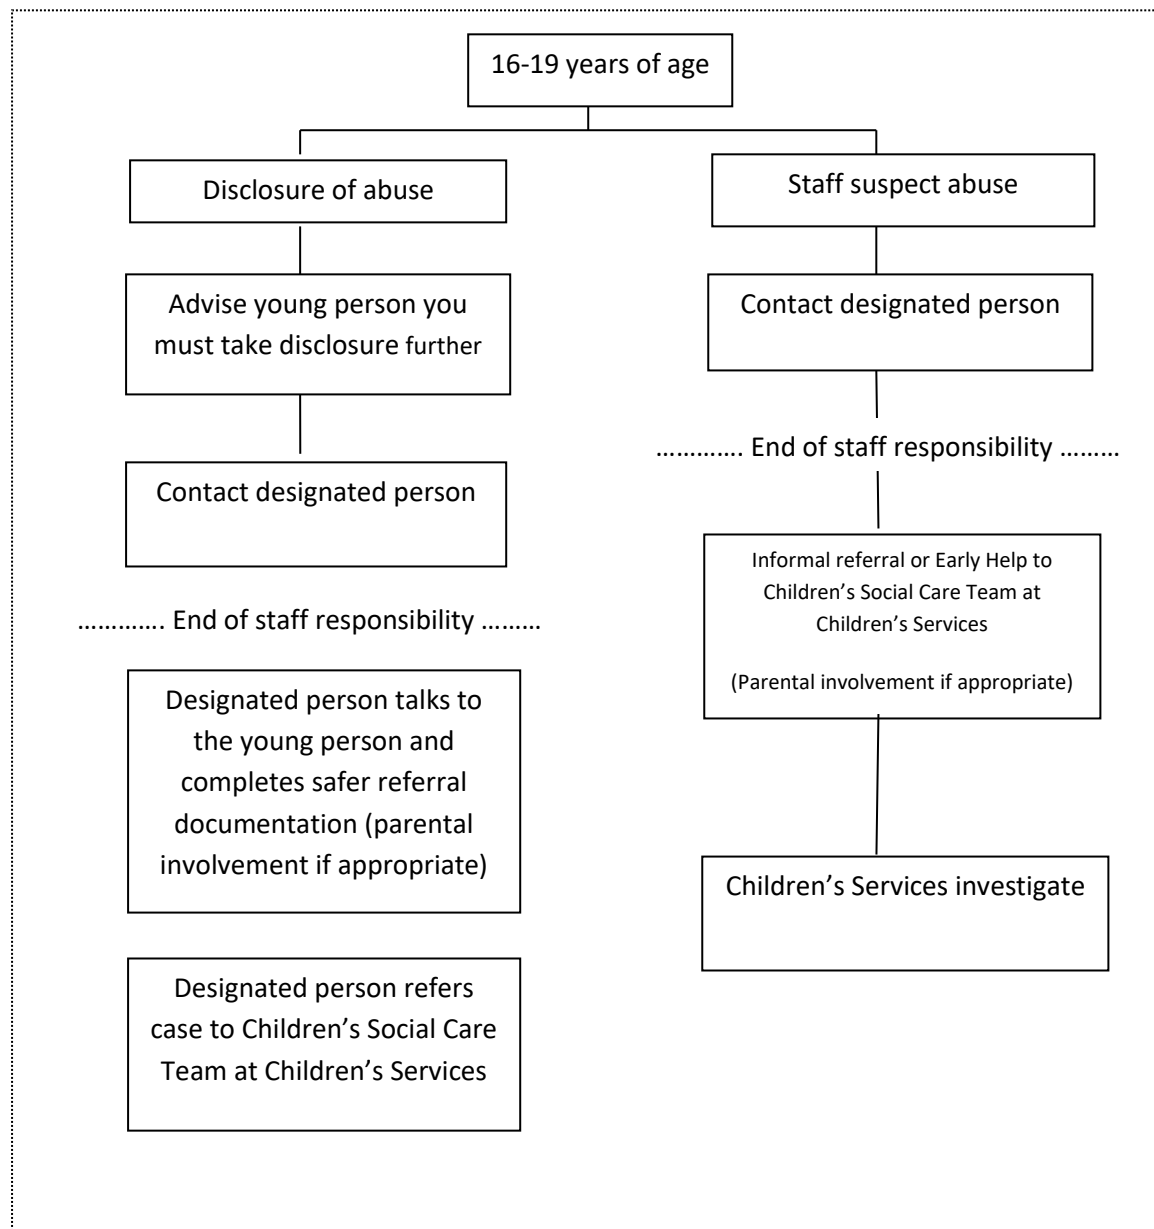 16-19 years of age
Disclosure of abuse
Advise young person you
must take disclosure further
Contact designated person
…………. End of staff responsibility ………
Designated person talks to
the young person and
completes safer referral
documentation (parental
involvement if appropriate)
Designated person refers
case to Children’s Social Care
Team at Children’s Services
Staff suspect abuse
Contact designated person
…………. End of staff responsibility ………
Informal referral or Early Help to
Children’s Social Care Team at
Children’s Services
(Parental involvement if appropriate)
Children’s Services investigate